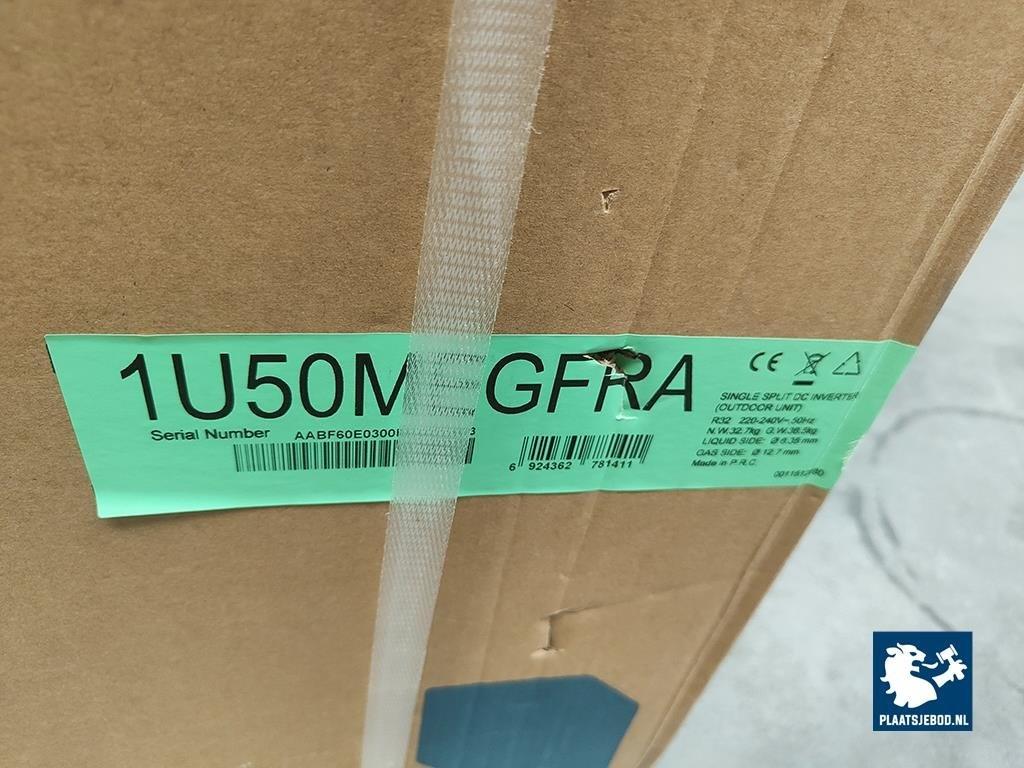 1U50M GFRA
Serial Number AABF60E0300
6 924362 781411
CE
SINGLE SPLIT DC INVERTER
(OUTDOOR UNIT)
R32 220-240V~,50Hz
N.W.32.7kg G.W.36.5kg
LIQUID SIDE: Ø 6.35 mm
GAS SIDE: Ø 12.7 mm
Made in P.R.C.
PLAATSJEBOD.NL